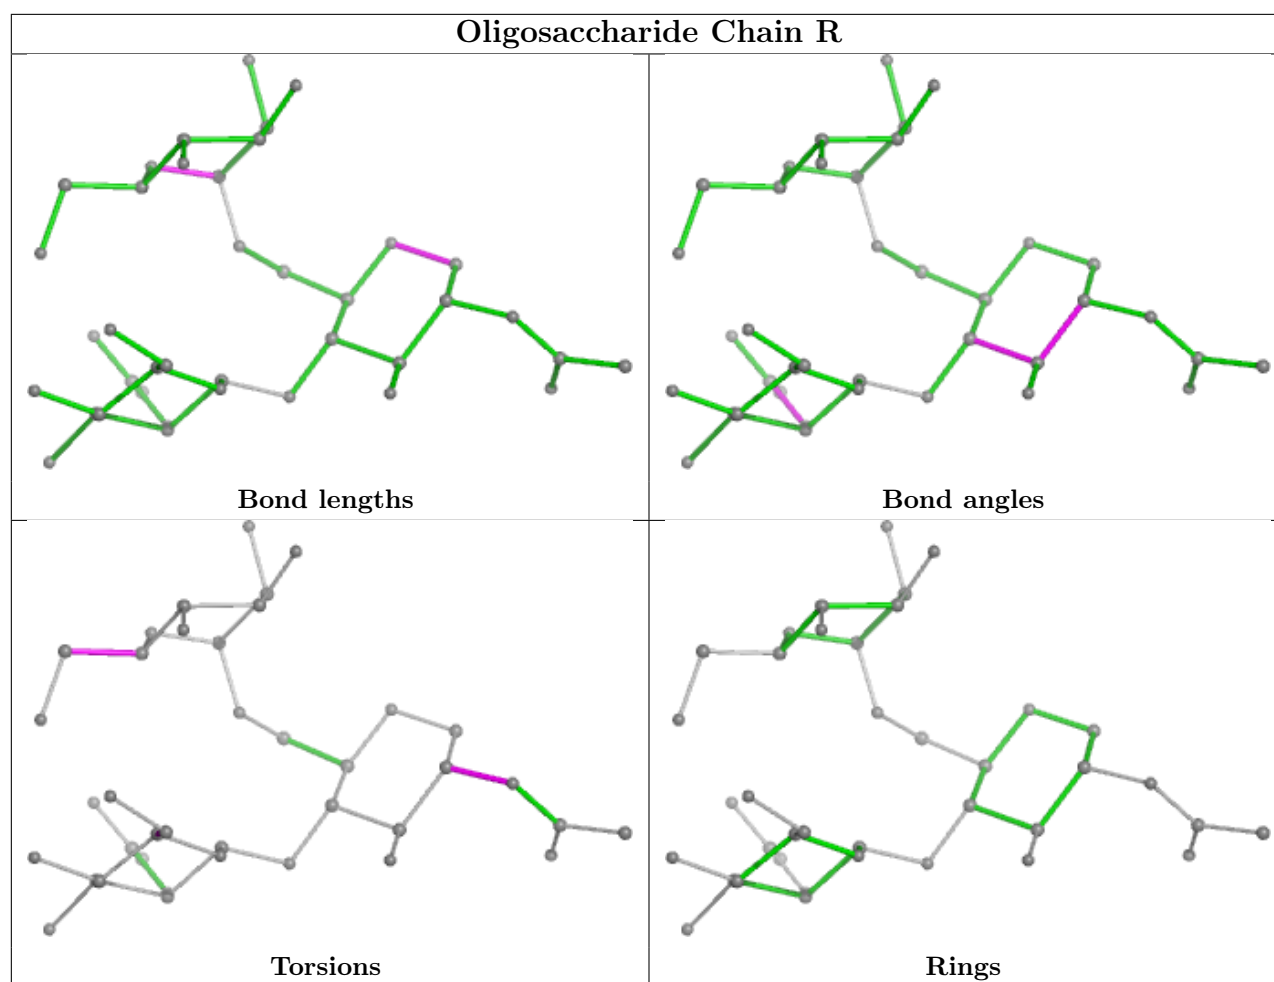 Oligosaccharide Chain R
Bond lengths
Bond angles
Torsions
Rings